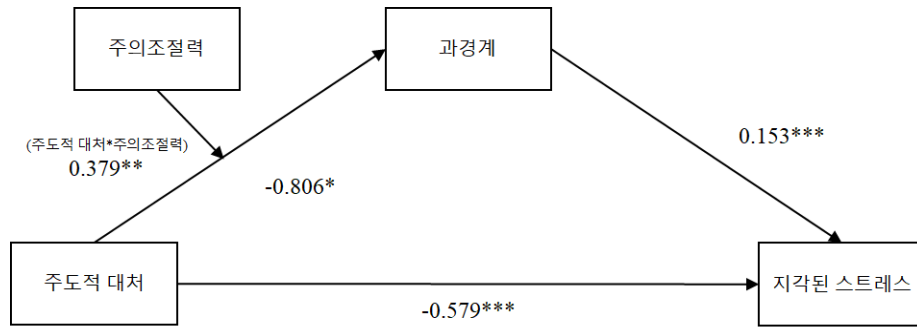 주의조절력
과경계
(주도적 대처*주의조절력)
0.379**
-0.806*
0.153***
주도적 대처
지각된 스트레스
-0.579***